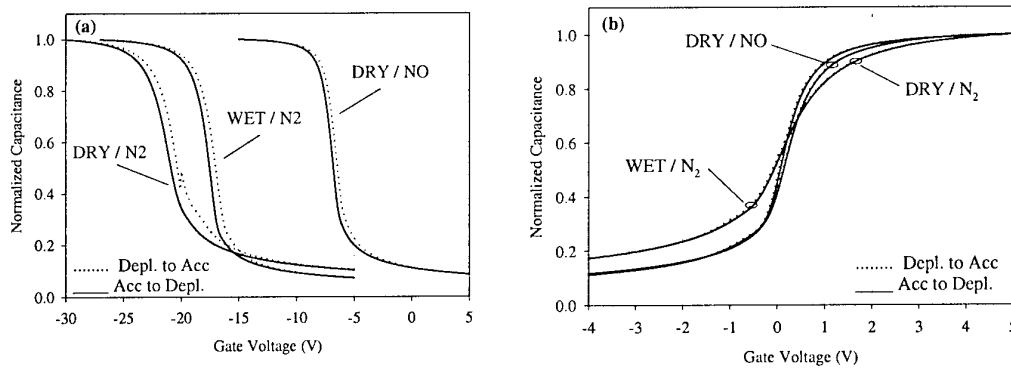 (a)
1.0
0.8
0.6
0.4
0.2
0.0
Normalized Capacitance
DRY / NO
WET / N2
DRY / N2
Depl. to Acc
Acc to Depl.
-30 -25 -20 -15 -10 -5 0 5
Gate Voltage (V)
(b)
1.0
0.8
0.6
0.4
0.2
0.0
Normalized Capacitance
DRY / NO
DRY / N₂
WET / N₂
Depl. to Acc
Acc to Depl.
-4 -3 -2 -1 0 1 2 3 4 5
Gate Voltage (V)